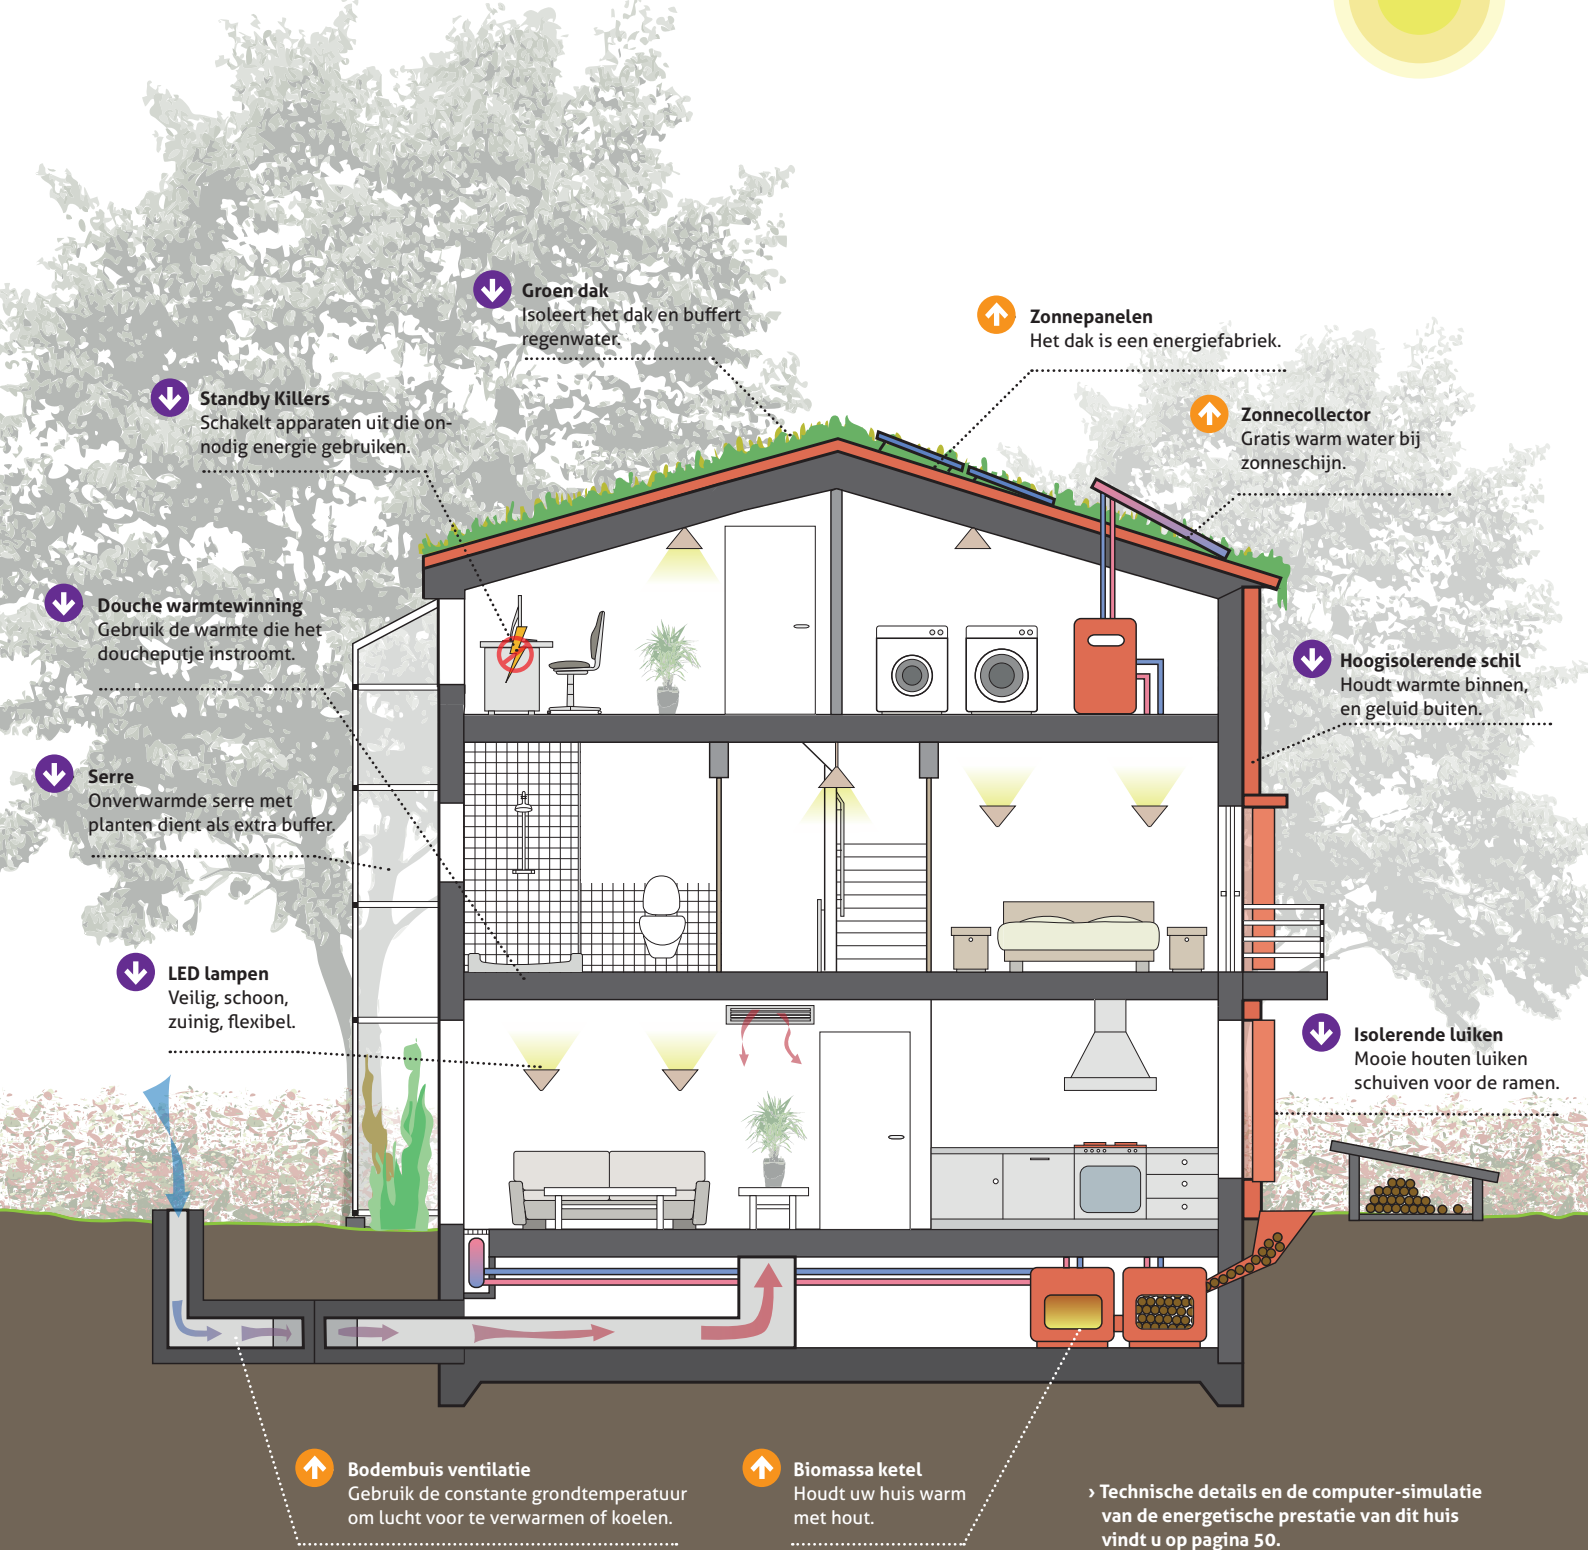 Groen dak
Isoleert het dak en buffert
regenwater.
Zonnepanelen
Het dak is een energiefabriek.
Standby Killers
Schakelt apparaten uit die on-
nodig energie gebruiken.
Zonnecollector
Gratis warm water bij
zonneschijn.
Douche warmtewinning
Gebruik de warmte die het
doucheputje instroomt.
Hoogisolerende schil
Houdt warmte binnen,
en geluid buiten.
Serre
Onverwarmde serre met
planten dient als extra buffer.
LED lampen
Veilig, schoon,
zuinig, flexibel.
Isolerende luiken
Mooie houten luiken
schuiven voor de ramen.
Bodembuis ventilatie
Gebruik de constante grondtemperatuur
om lucht voor te verwarmen of koelen.
Biomassa ketel
Houdt uw huis warm
met hout.
› Technische details en de computer-simulatie
van de energetische prestatie van dit huis
vindt u op pagina 50.